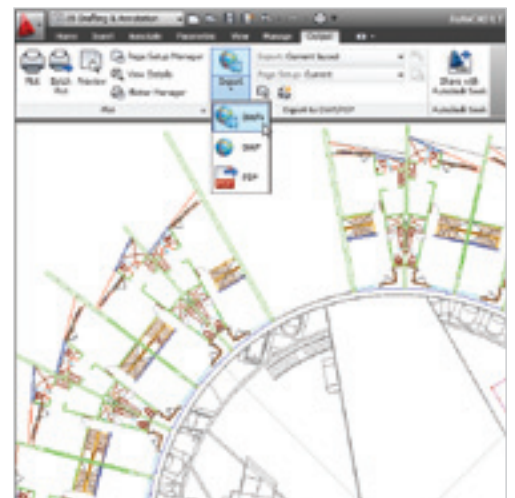 2D Drafting & Annotation
Home Insert Annotate Parametric View Manage Output
Plot
Batch Plot
Preview
Page Setup Manager
View Details
Plotter Manager
Export
Export: Current layout
Page Setup: Current
Share with Autodesk Seek
Plot
Export to DWF/PDF
Autodesk Seek
DWFx
DWF
PDF